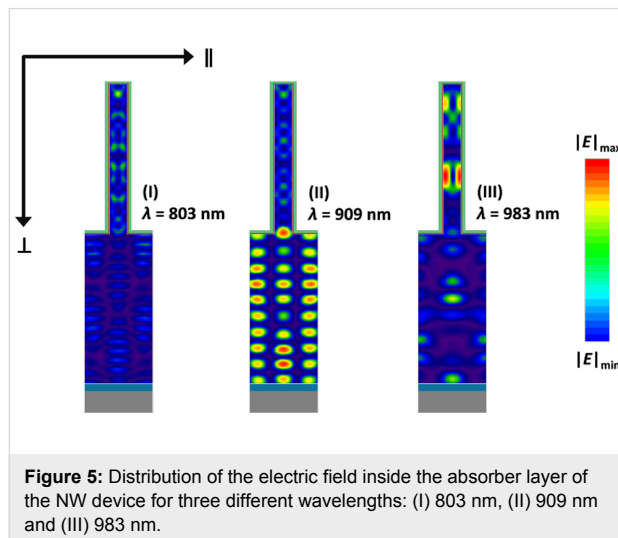 ||
⊥
(I)
λ = 803 nm
(II)
λ = 909 nm
(III)
λ = 983 nm
|E|max
|E|min
Figure 5: Distribution of the electric field inside the absorber layer of
the NW device for three different wavelengths: (I) 803 nm, (II) 909 nm
and (III) 983 nm.